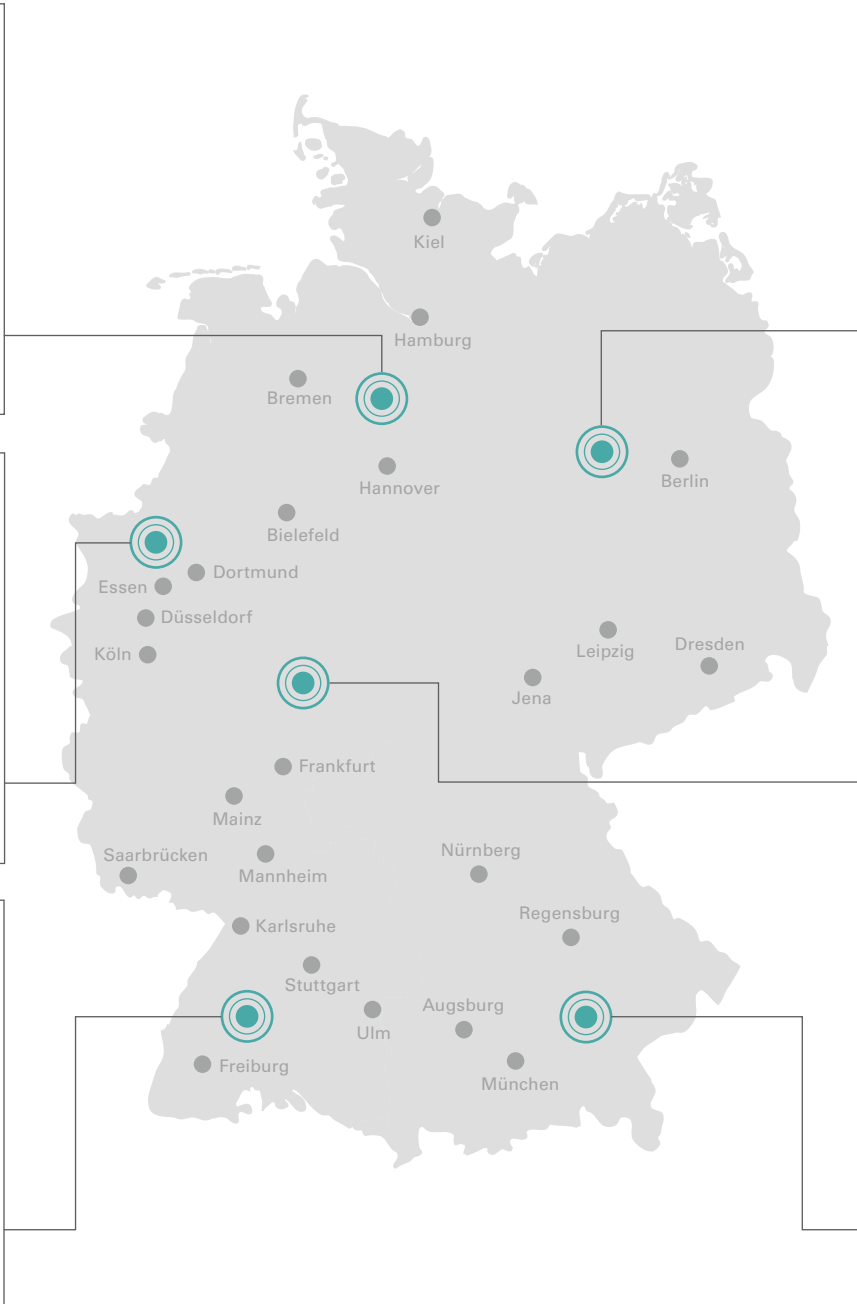 Kiel
Hamburg
Bremen
Hannover
Berlin
Bielefeld
Dortmund
Essen
Düsseldorf
Köln
Leipzig
Dresden
Jena
Frankfurt
Mainz
Saarbrücken
Mannheim
Nürnberg
Regensburg
Karlsruhe
Stuttgart
Augsburg
Ulm
Freiburg
München